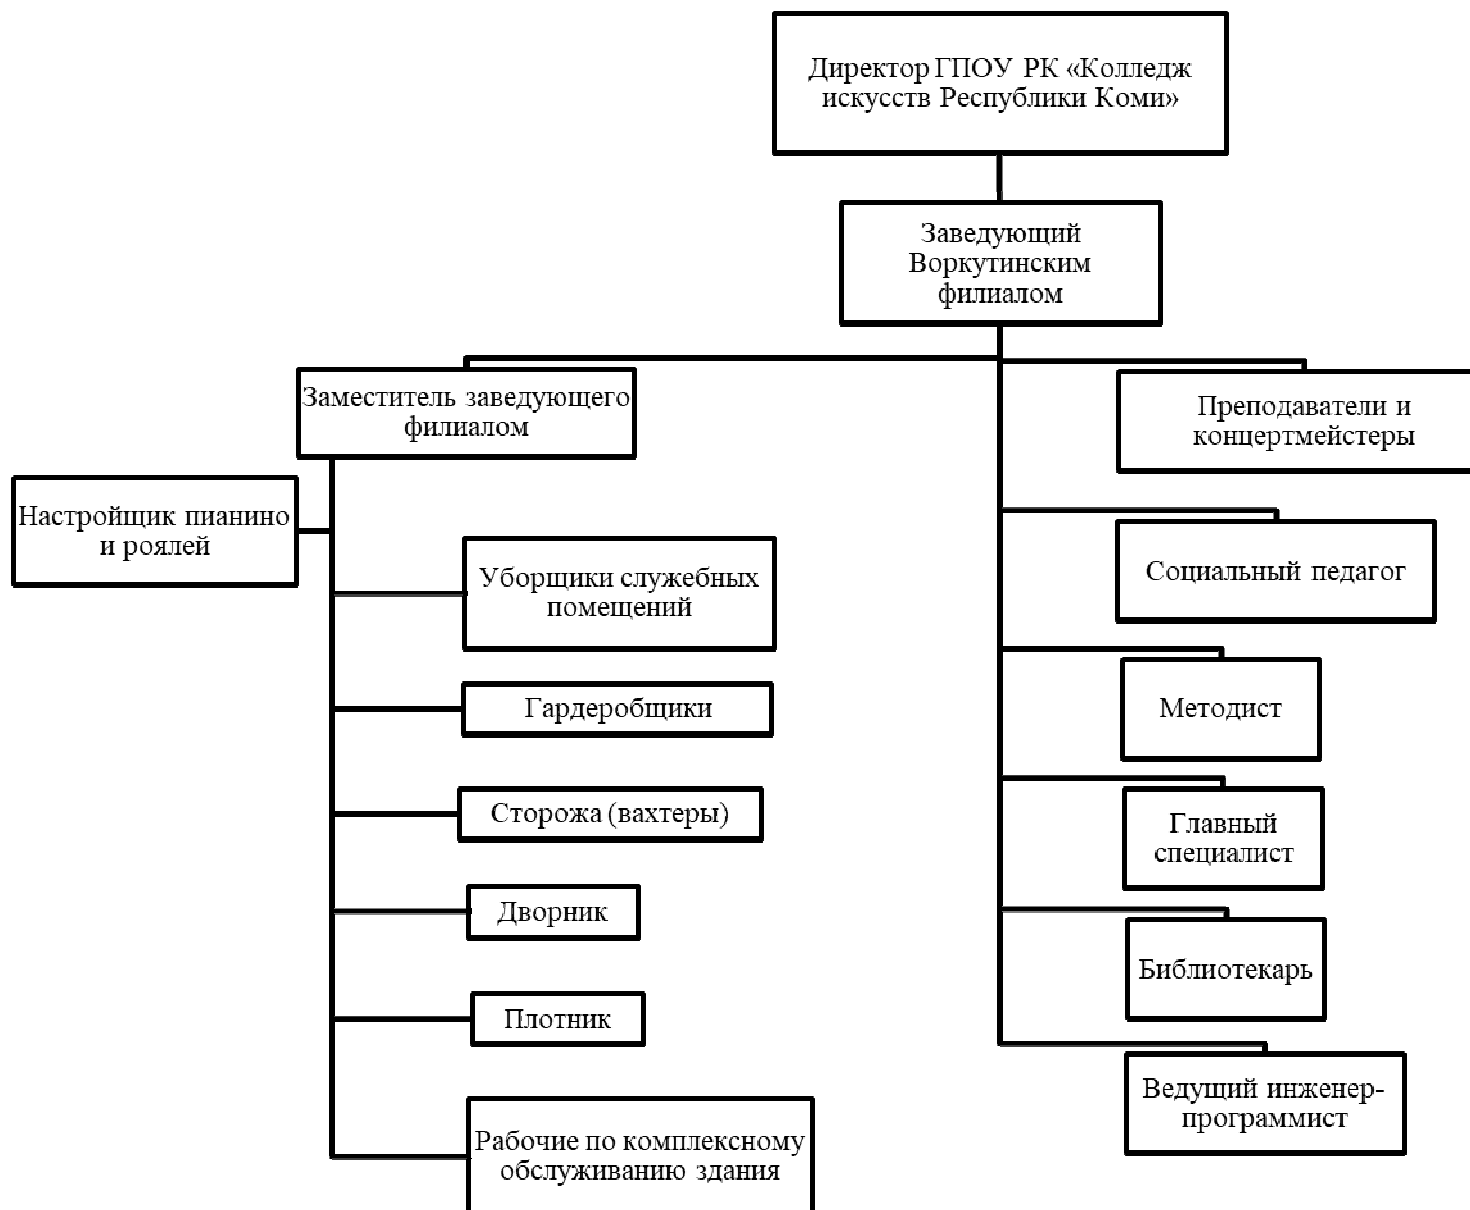 Директор ГПОУ РК «Колледж
искусств Республики Коми»
Заведующий
Воркутинским
филиалом
Заместитель заведующего
филиалом
Преподаватели и
концертмейстеры
Настройщик пианино
и роялей
Уборщики служебных
помещений
Социальный педагог
Гардеробщики
Методист
Сторожа (вахтеры)
Главный
специалист
Дворник
Библиотекарь
Плотник
Ведущий инженер-
программист
Рабочие по комплексному
обслуживанию здания